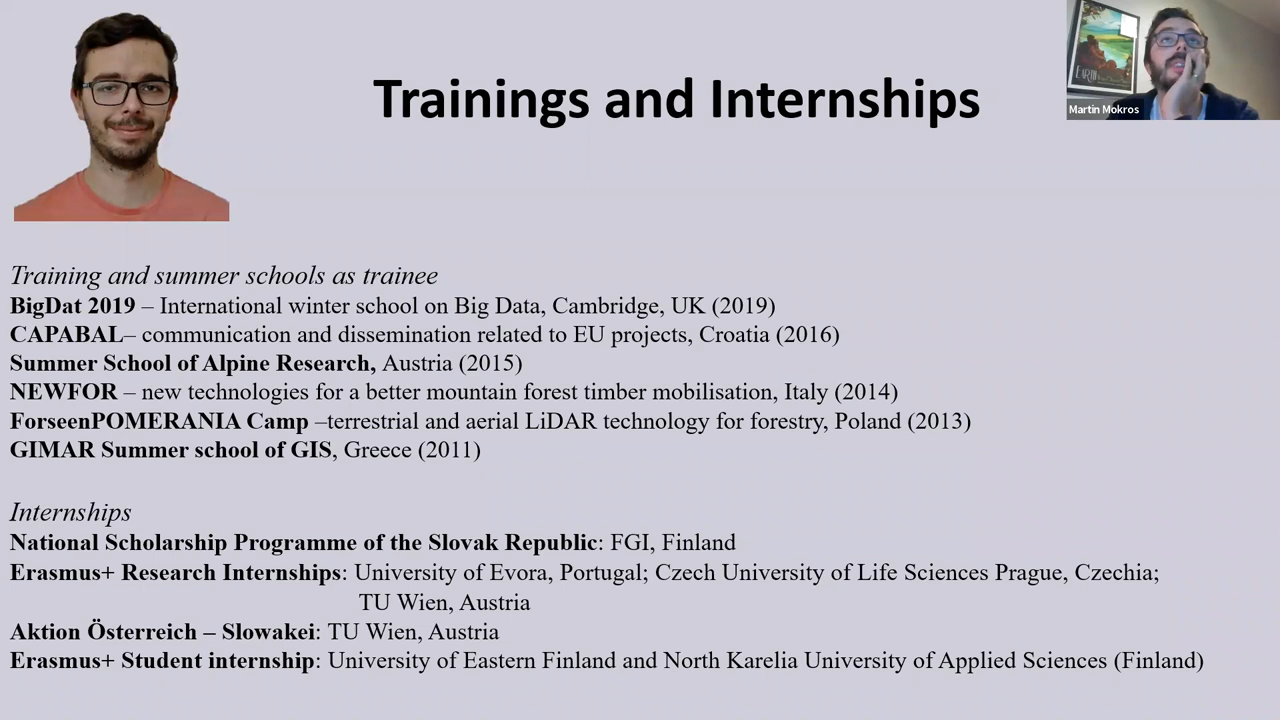 Trainings and Internships
EARTH
Martin Mokros
Training and summer schools as trainee
BigDat 2019 – International winter school on Big Data, Cambridge, UK (2019)
CAPABAL– communication and dissemination related to EU projects, Croatia (2016)
Summer School of Alpine Research, Austria (2015)
NEWFOR – new technologies for a better mountain forest timber mobilisation, Italy (2014)
ForseenPOMERANIA Camp –terrestrial and aerial LiDAR technology for forestry, Poland (2013)
GIMAR Summer school of GIS, Greece (2011)
Internships
National Scholarship Programme of the Slovak Republic: FGI, Finland
Erasmus+ Research Internships: University of Evora, Portugal; Czech University of Life Sciences Prague, Czechia;
TU Wien, Austria
Aktion Österreich – Slowakei: TU Wien, Austria
Erasmus+ Student internship: University of Eastern Finland and North Karelia University of Applied Sciences (Finland)